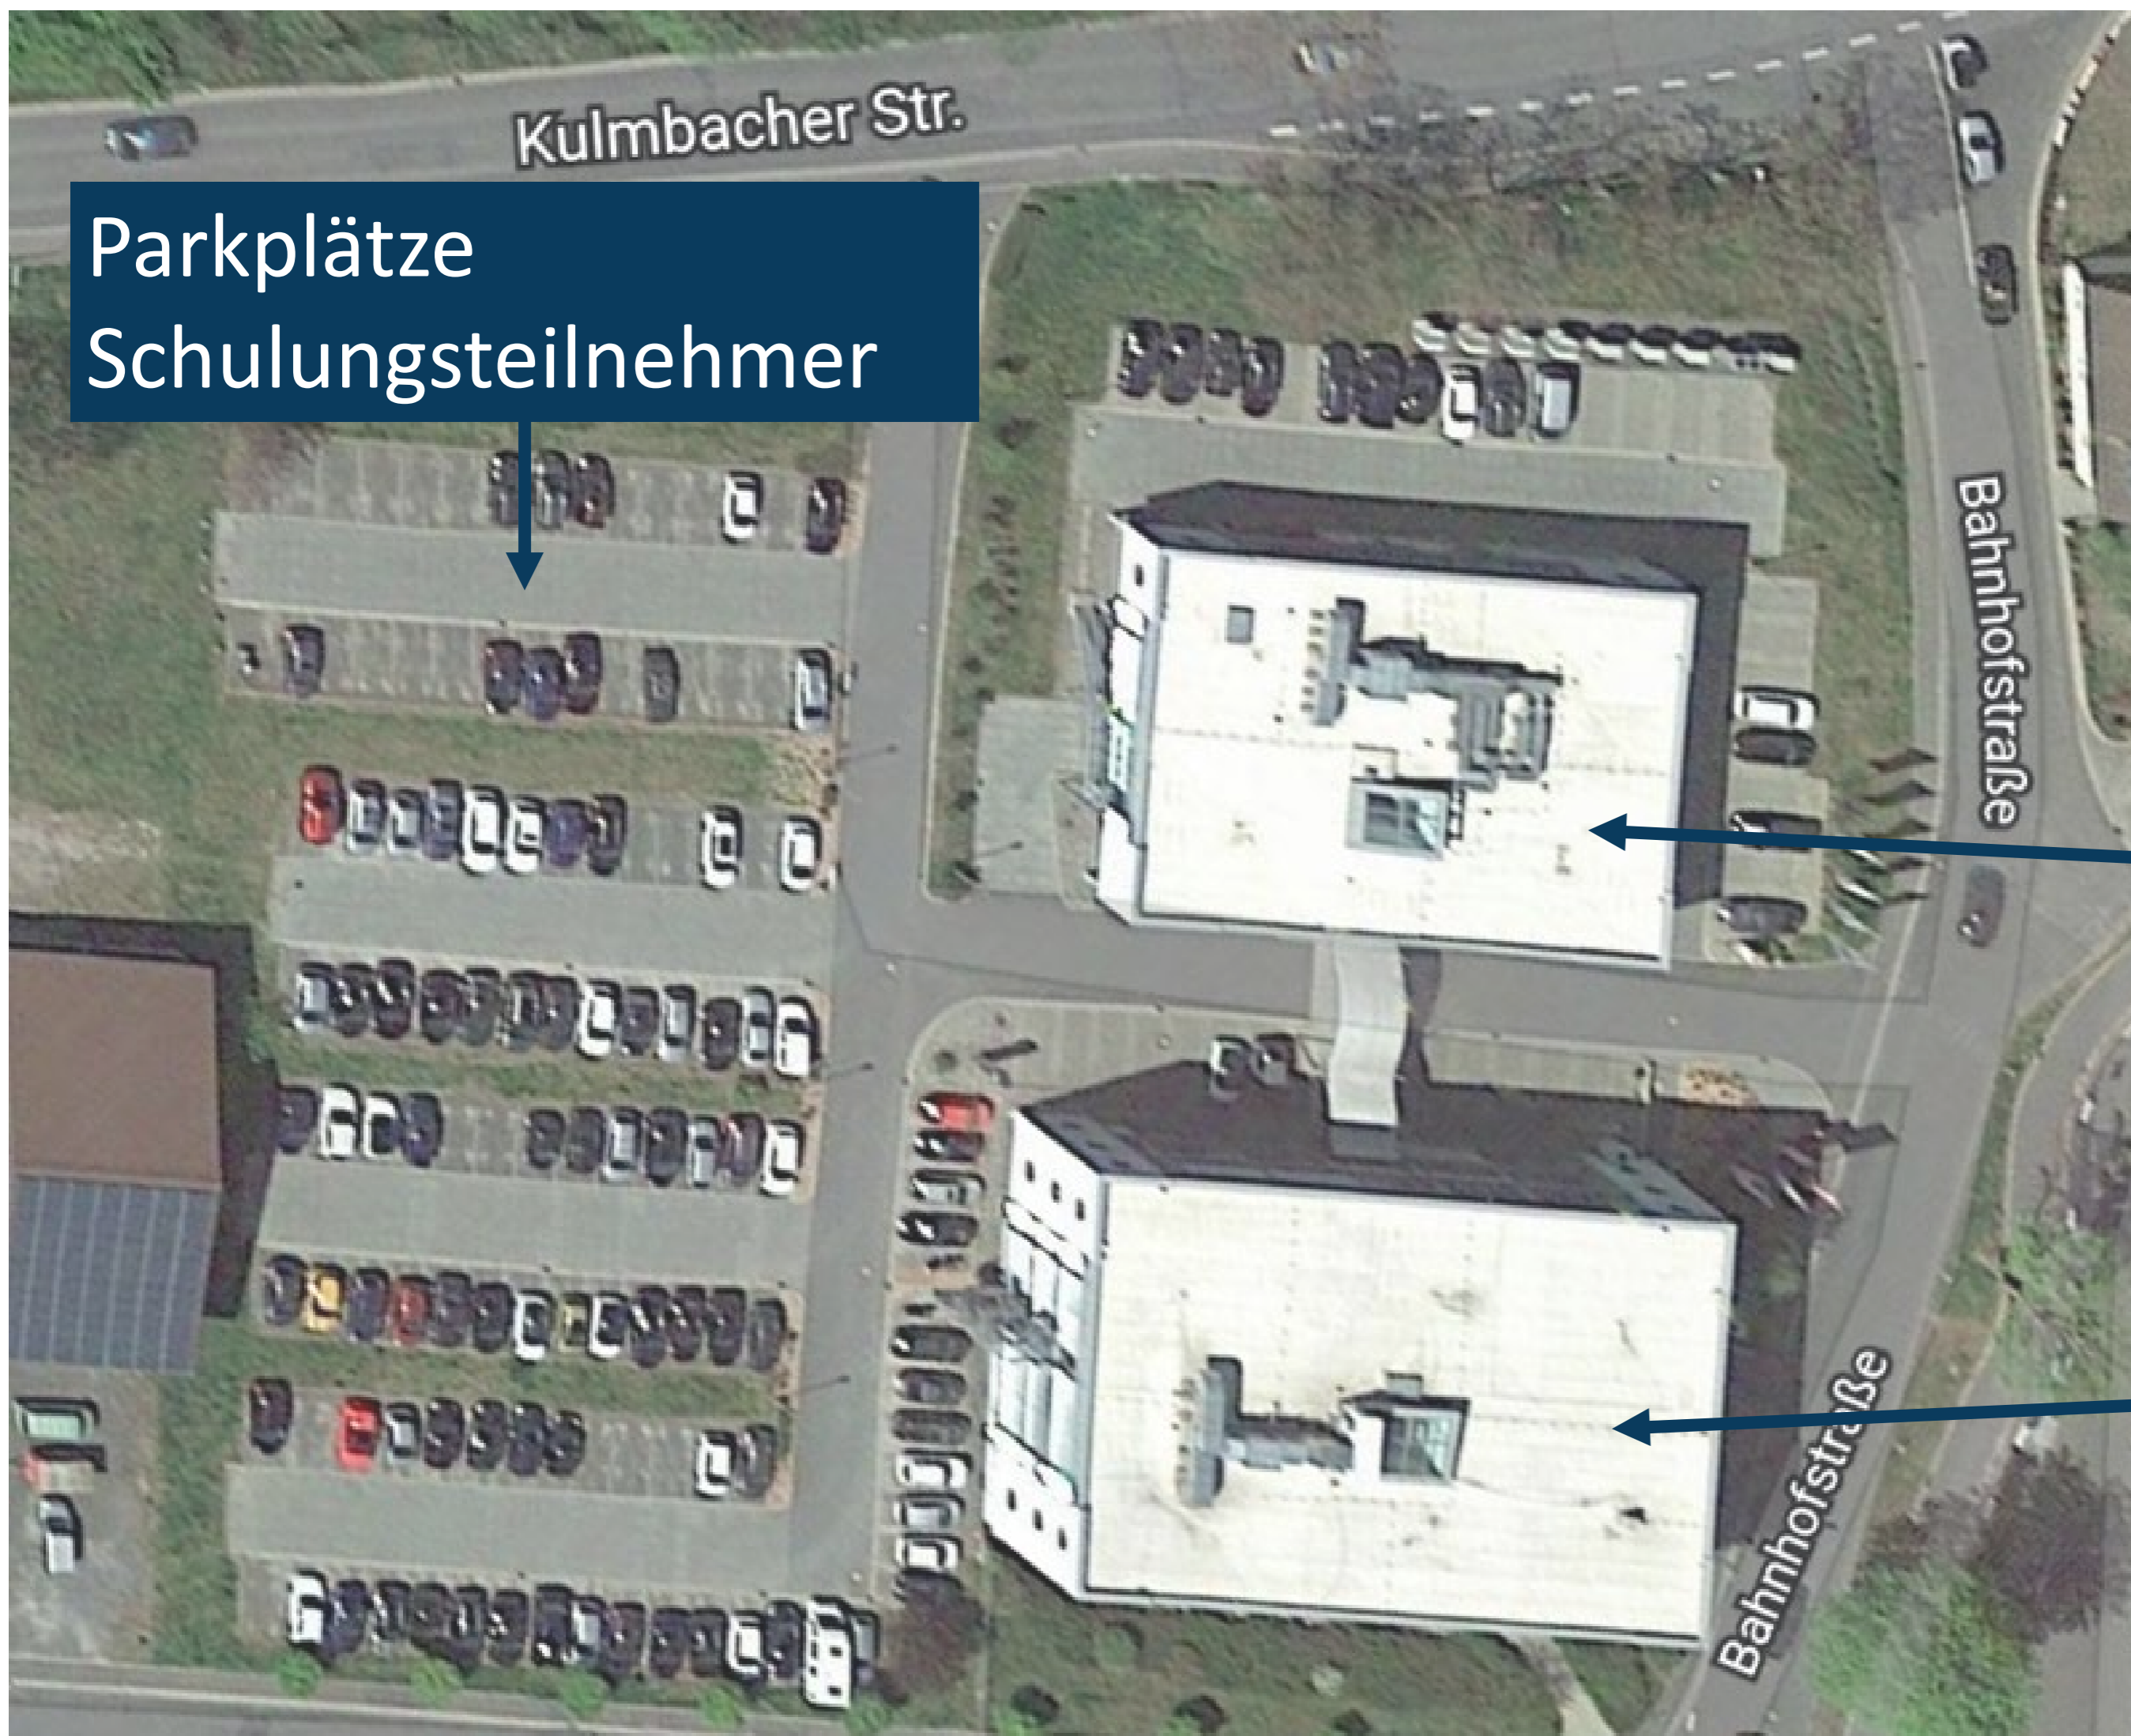 Kulmbacher Str.
Parkplätze
Schulungsteilnehmer
Bahnhofstraße
Bahnhofstraße